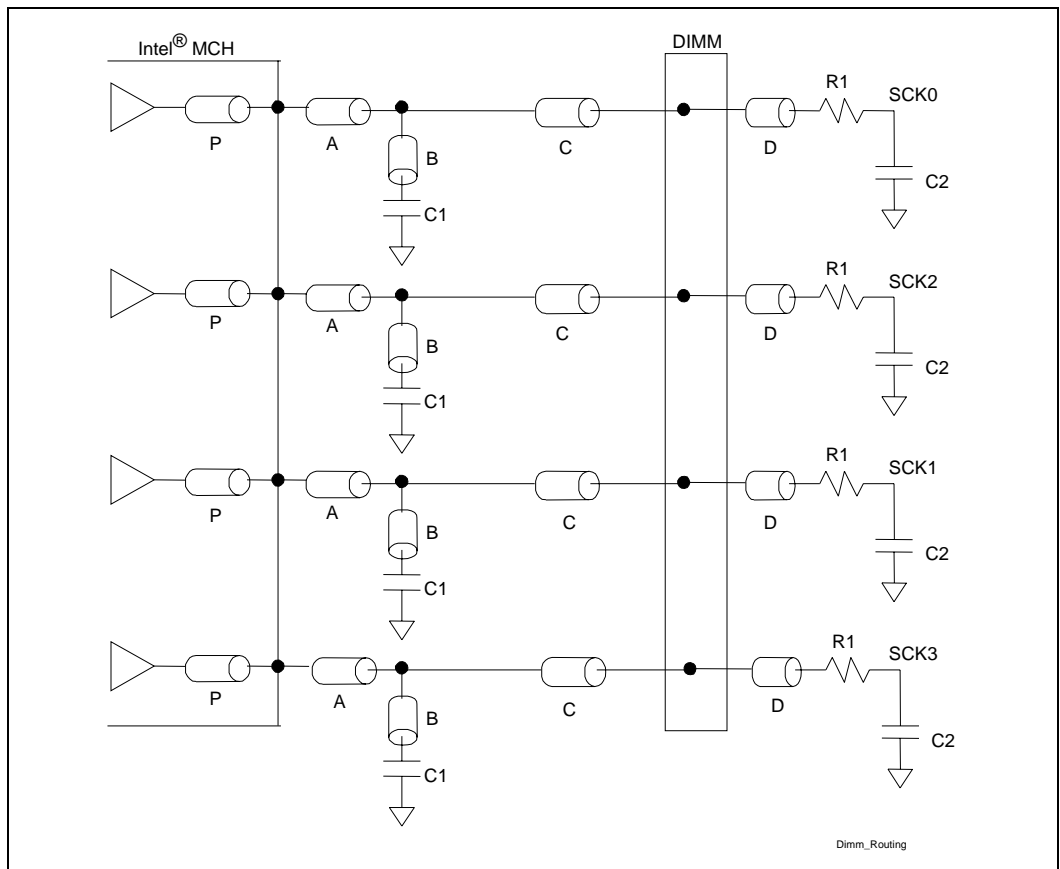 Intel® MCH
DIMM
P
A
B
C1
C
D
R1
SCK0
C2
P
A
B
C1
C
D
R1
SCK2
C2
P
A
B
C1
C
D
R1
SCK1
C2
P
A
B
C1
C
D
R1
SCK3
C2
Dimm_Routing